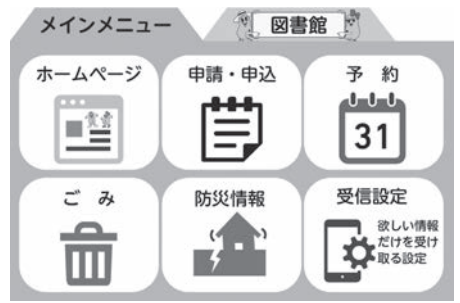 メインメニュー
図書館
ホームページ
申請・申込
予 約
31
ごみ
防災情報
受信設定
欲しい情報
だけを受け
取る設定